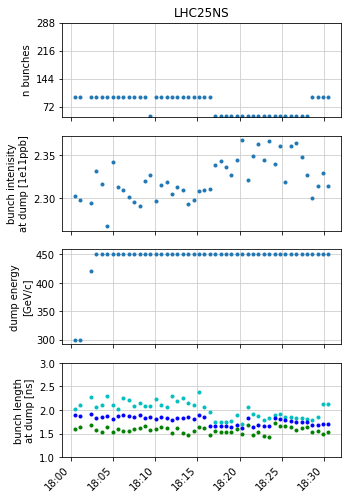 LHC25NS
n bunches
288
216
144
72
bunch intenisity
at dump [1e11ppb]
2.35
2.30
dump energy
[GeV/c]
450
400
350
300
bunch length
at dump [ns]
3.0
2.5
2.0
1.5
1.0
18:00
18:05
18:10
18:15
18:20
18:25
18:30